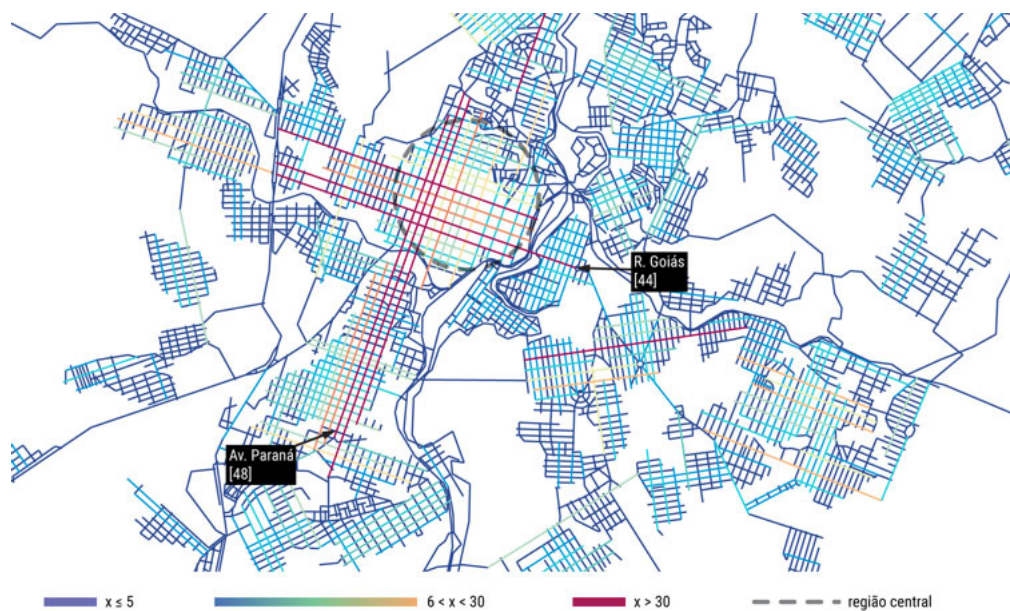 R. Goiás
[44]
Av. Paraná
[48]
x ≤ 5
6 < x < 30
x > 30
região central